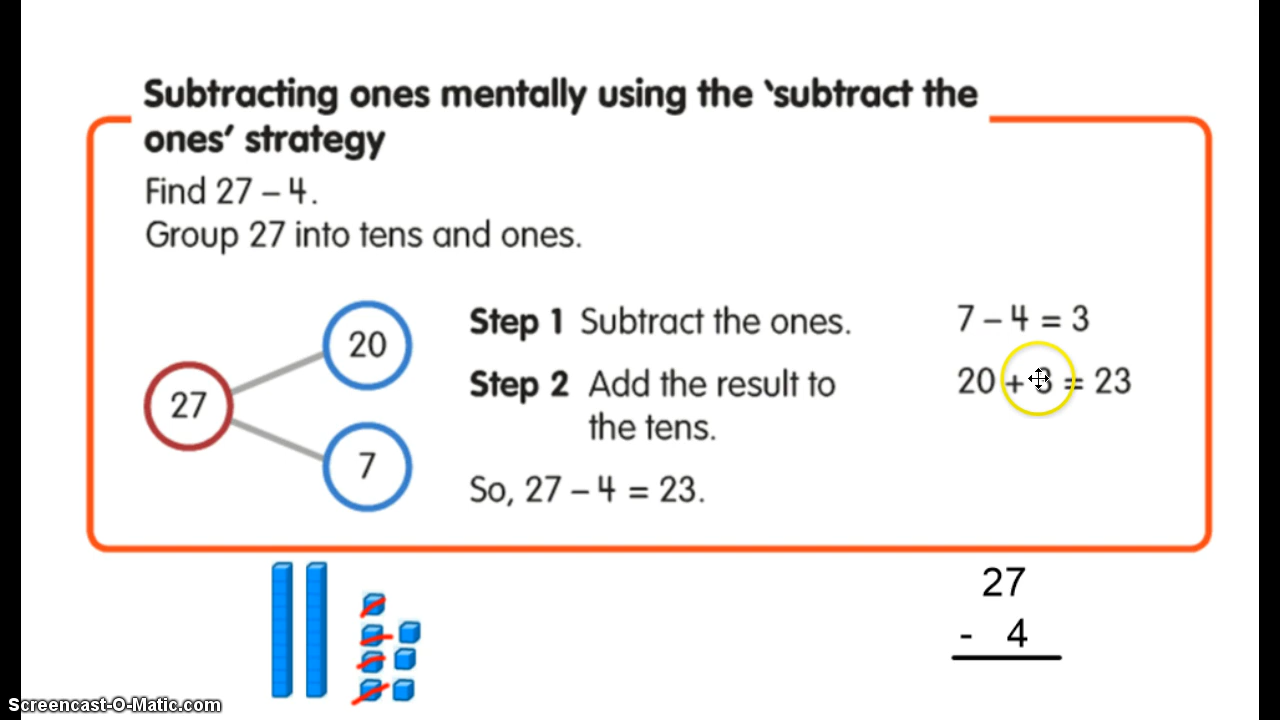 Subtracting ones mentally using the ‘subtract the
ones’ strategy
Find 27 – 4.
Group 27 into tens and ones.
27
20
7
Step 1 Subtract the ones.
7 – 4 = 3
Step 2 Add the result to
the tens.
20 + 3 = 23
So, 27 – 4 = 23.
27
- 4
Screencast-O-Matic.com